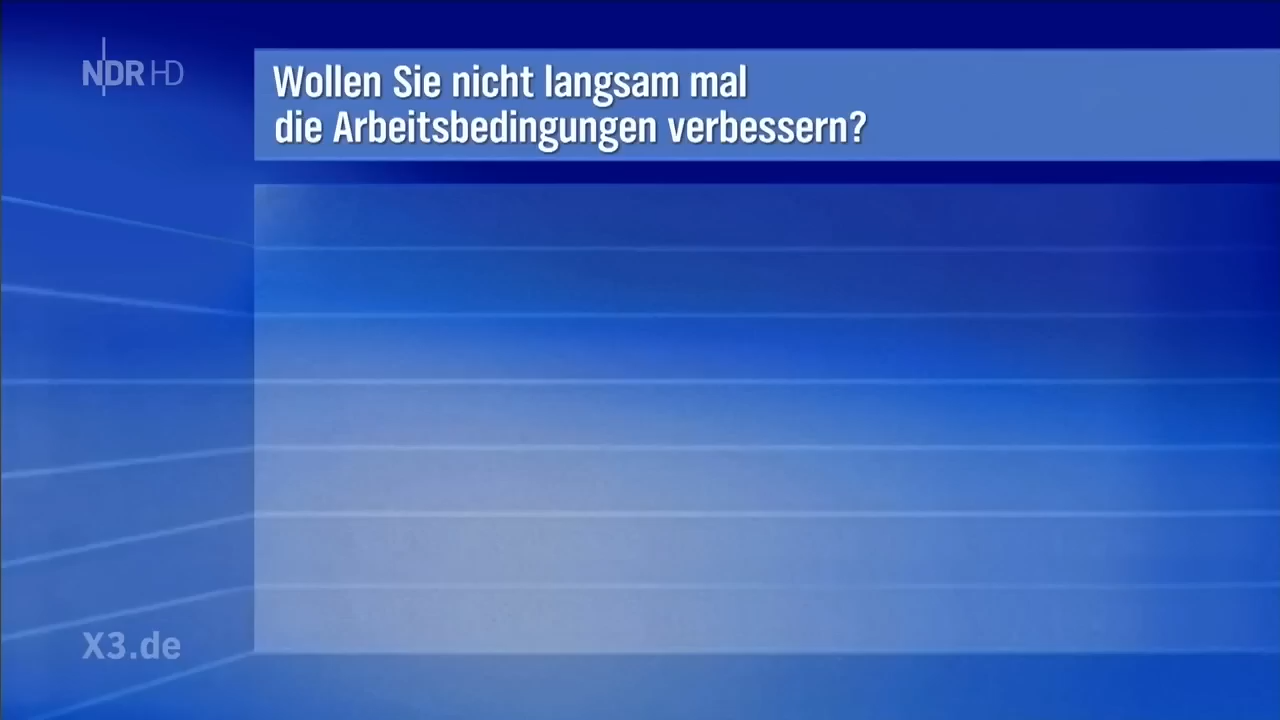 NDR HD
Wollen Sie nicht langsam mal
die Arbeitsbedingungen verbessern?
X3.de